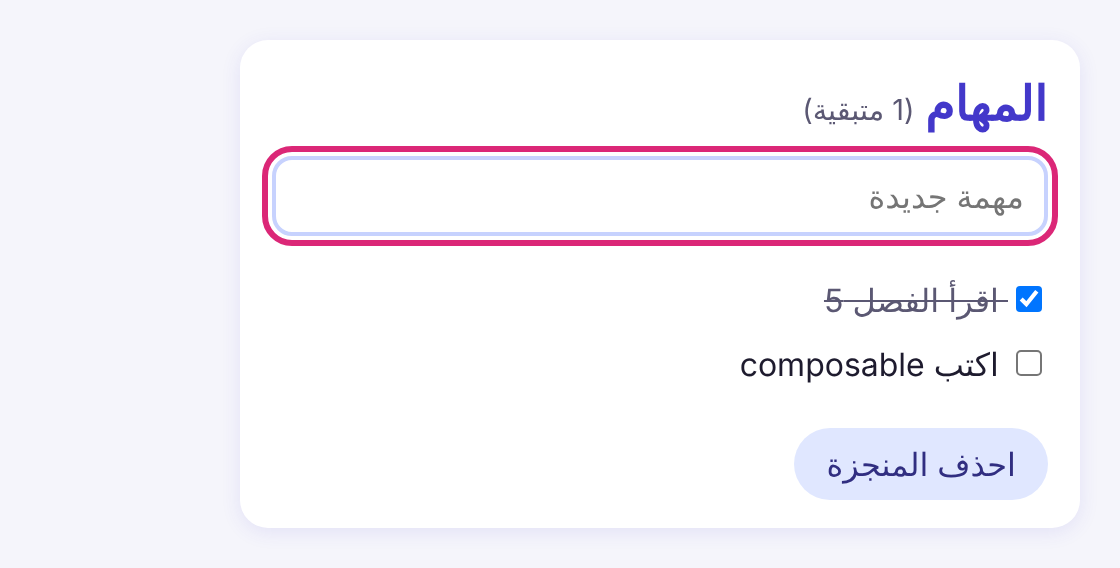 المهام (1 متبقية)
مهمة جديدة
اقرأ الفصل 5
اكتب composable
احذف المنجزة